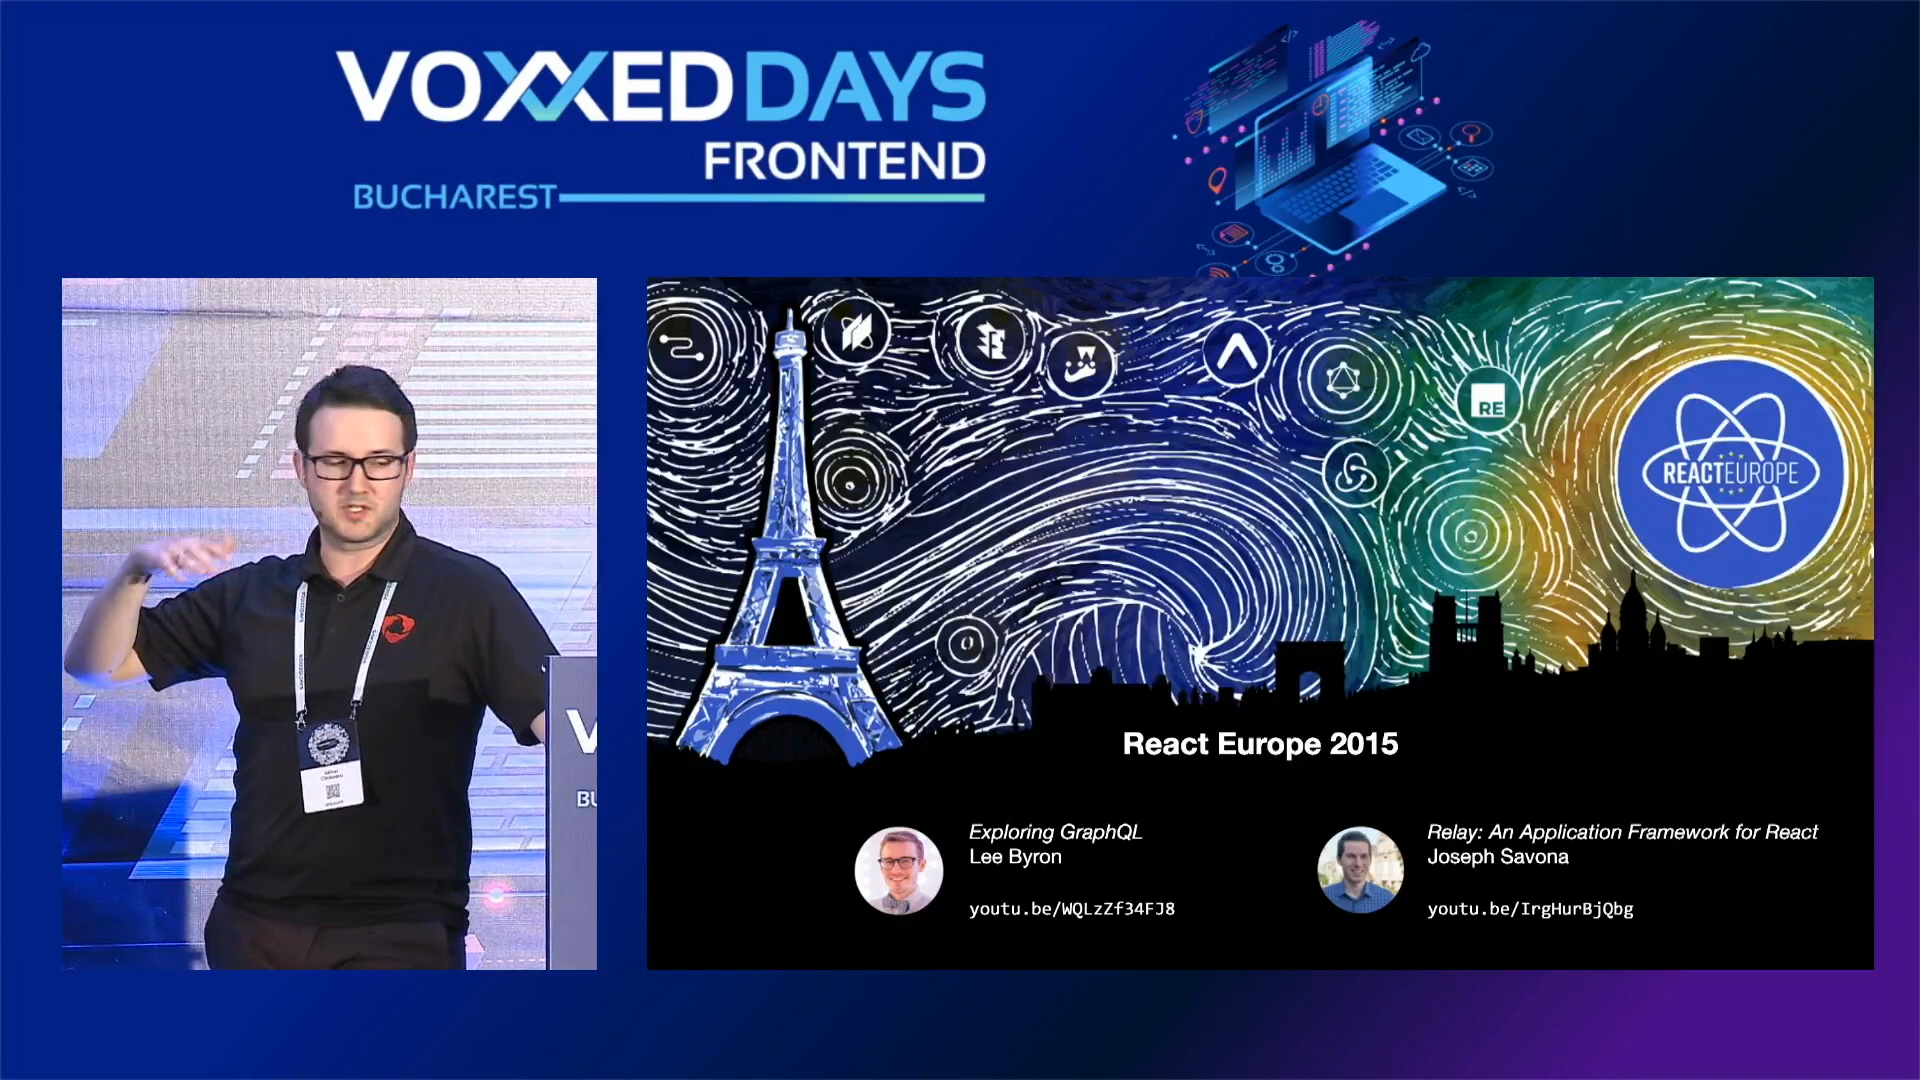 VOXXED DAYS
FRONTEND
BUCHAREST
RE
REACTEUROPE
React Europe 2015
Exploring GraphQL
Lee Byron
youtu.be/WQLzZf34FJ8
Relay: An Application Framework for React
Joseph Savona
youtu.be/IrgHurBjQbg
V
BU